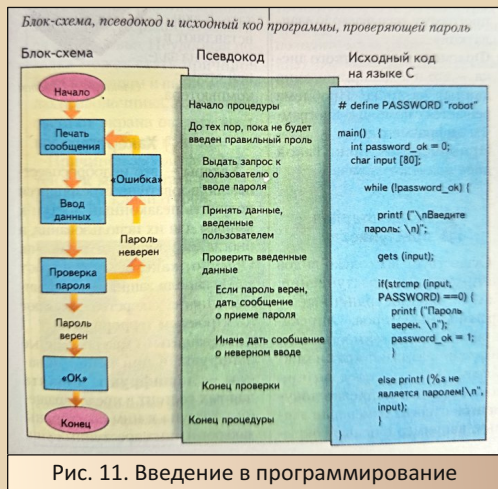 Блок-схема, псевдокод и исходный код программы, проверяющей пароль
Блок-схема
Начало
Печать
сообщения
«Ошибка»
Ввод
данных
Пароль
неверен
Проверка
пароля
Пароль
верен
«ОК»
Конец
Псевдокод
Начало процедуры
До тех пор, пока не будет
введен правильный проль
Выдать запрос к
пользователю о
вводе пароля
Принять данные,
введенные
пользователем
Проверить введенные
данные
Если пароль верен,
дать сообщение
о приеме пароля
Иначе дать сообщение
о неверном вводе
Конец проверки
Конец процедуры
Исходный код
на языке С
# define PASSWORD "robot"
main() {
int password_ok = 0;
char input [80];
while (!password_ok) {
printf ("\nВведите
пароль: \n)";
gets (input);
if(strcmp (input,
PASSWORD) ==0) {
printf ("Пароль
верен. \n");
password_ok = 1;
}
else printf (%s не
является паролем!\n",
input);
}
}
Рис. 11. Введение в программирование